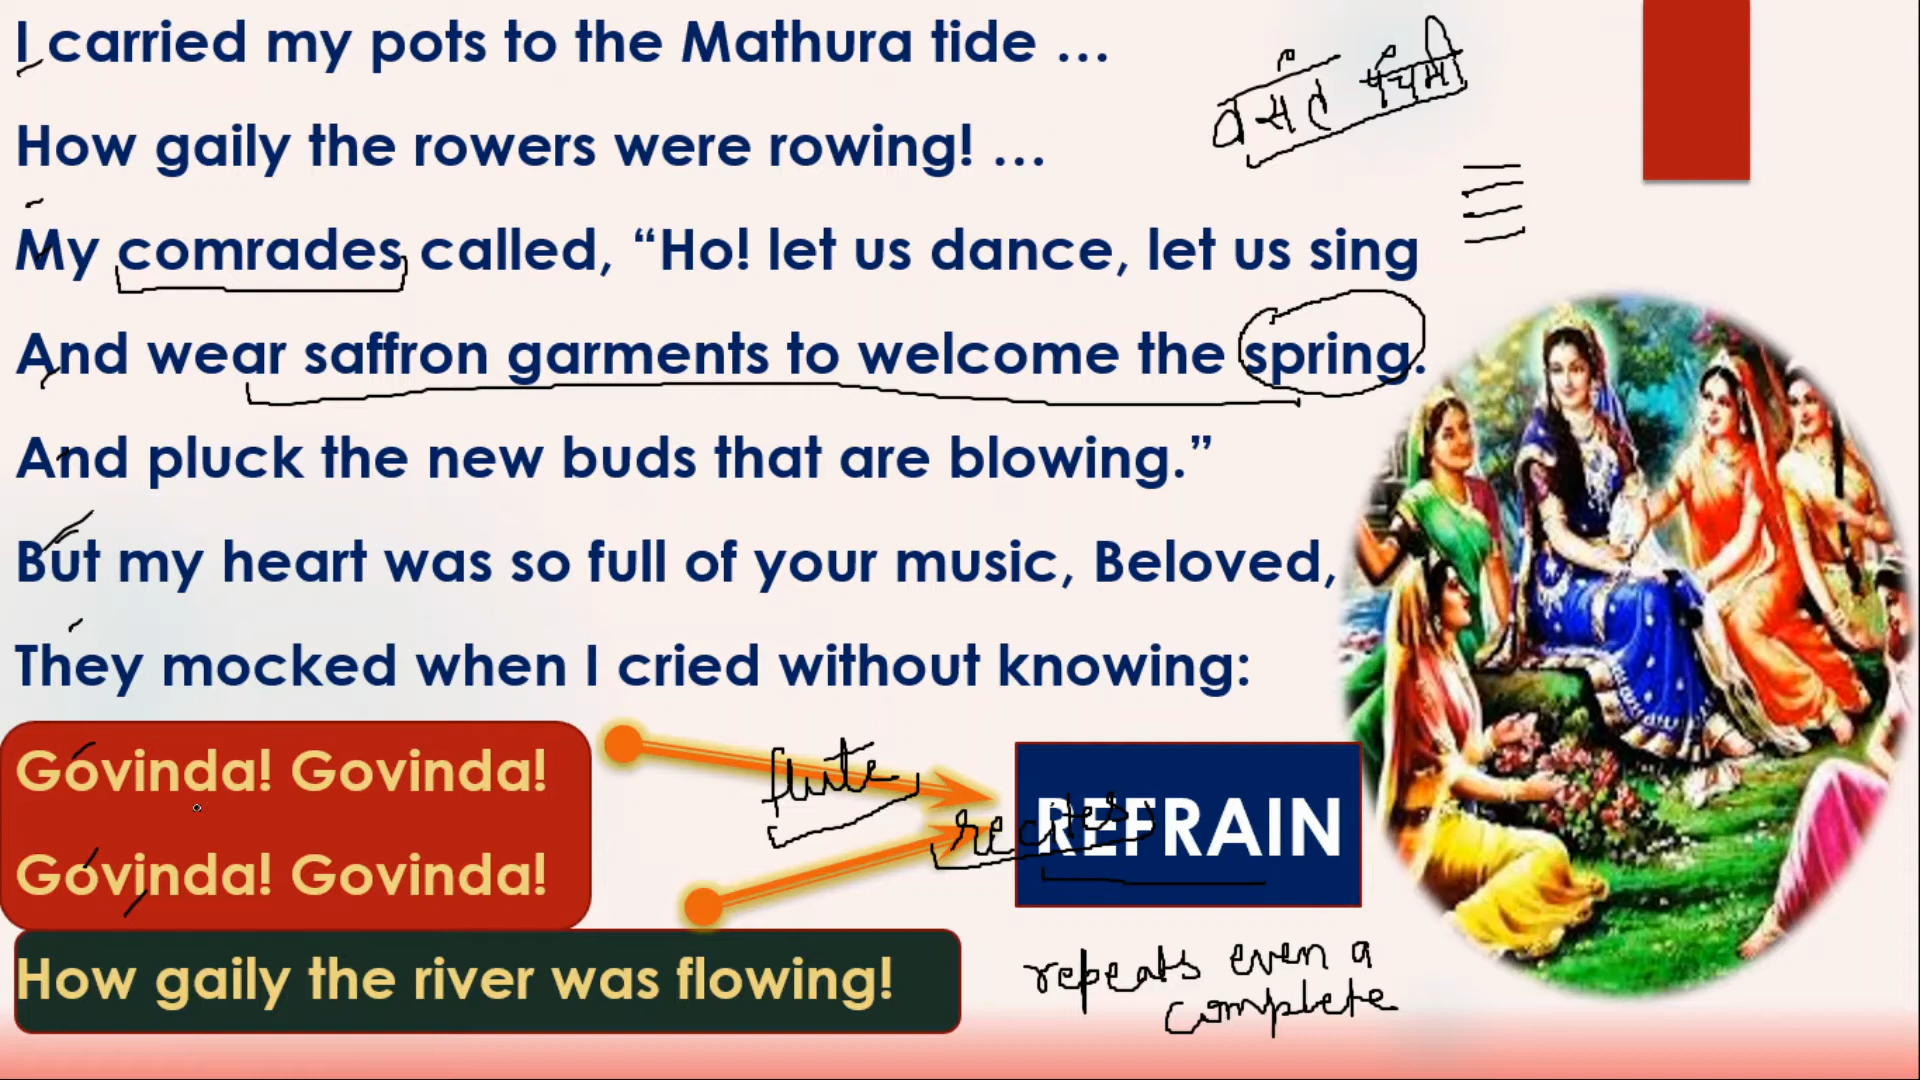 I carried my pots to the Mathura tide …
वसंत पंचमी
How gaily the rowers were rowing! …
My comrades called, “Ho! let us dance, let us sing
And wear saffron garments to welcome the spring.
And pluck the new buds that are blowing.”
But my heart was so full of your music, Beloved,
They mocked when I cried without knowing:
Govinda! Govinda!
flute
recites
REFRAIN
Govinda! Govinda!
How gaily the river was flowing!
repeats even a
complete